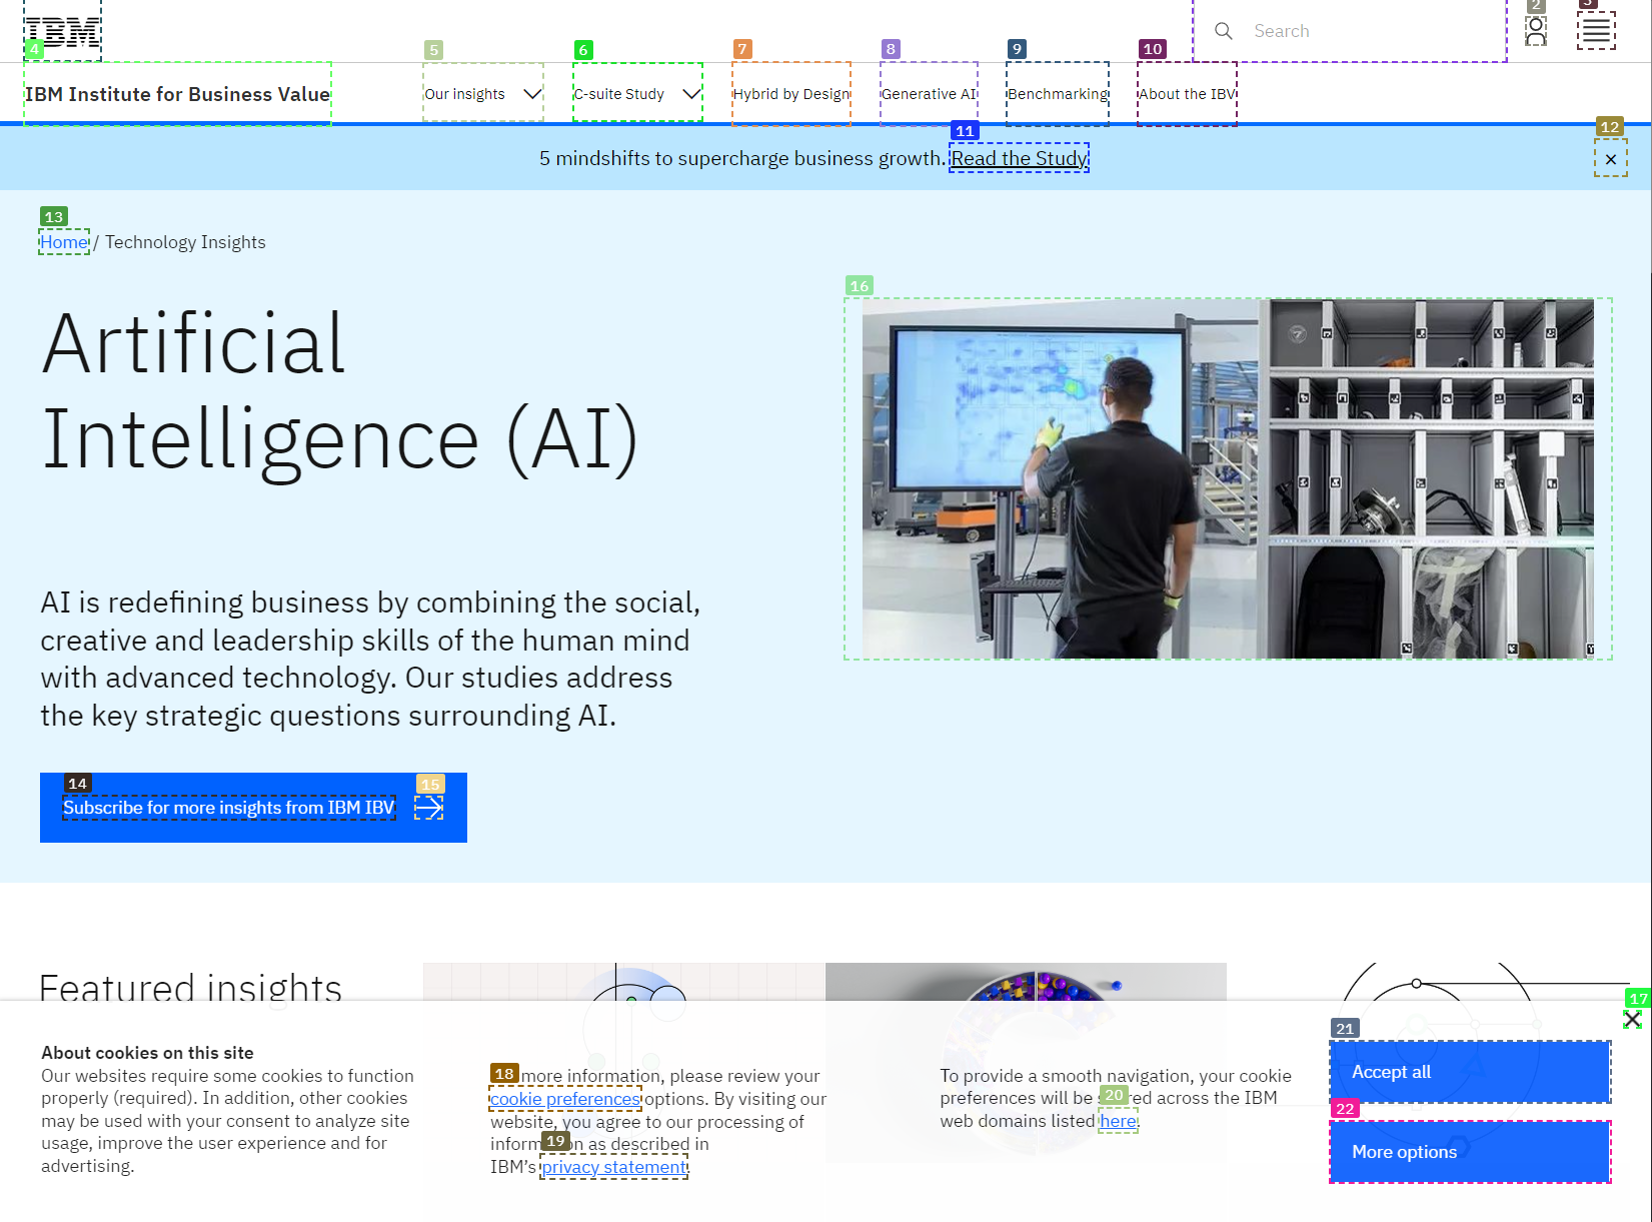 IBM
Search
2
3
4
5
6
7
8
9
10
IBM Institute for Business Value
Our insights
C-suite Study
Hybrid by Design
Generative AI
Benchmarking
About the IBV
11
12
5 mindshifts to supercharge business growth. Read the Study
13
Home / Technology Insights
16
Artificial
Intelligence (AI)
AI is redefining business by combining the social,
creative and leadership skills of the human mind
with advanced technology. Our studies address
the key strategic questions surrounding AI.
14
15
Subscribe for more insights from IBM IBV
Featured insights
17
About cookies on this site
Our websites require some cookies to function
properly (required). In addition, other cookies
may be used with your consent to analyze site
usage, improve the user experience and for
advertising.
18
more information, please review your
cookie preferences options. By visiting our
website, you agree to our processing of
19
information as described in
IBM’s privacy statement.
To provide a smooth navigation, your cookie
preferences will be shared across the IBM
20
web domains listed here.
21
Accept all
22
More options